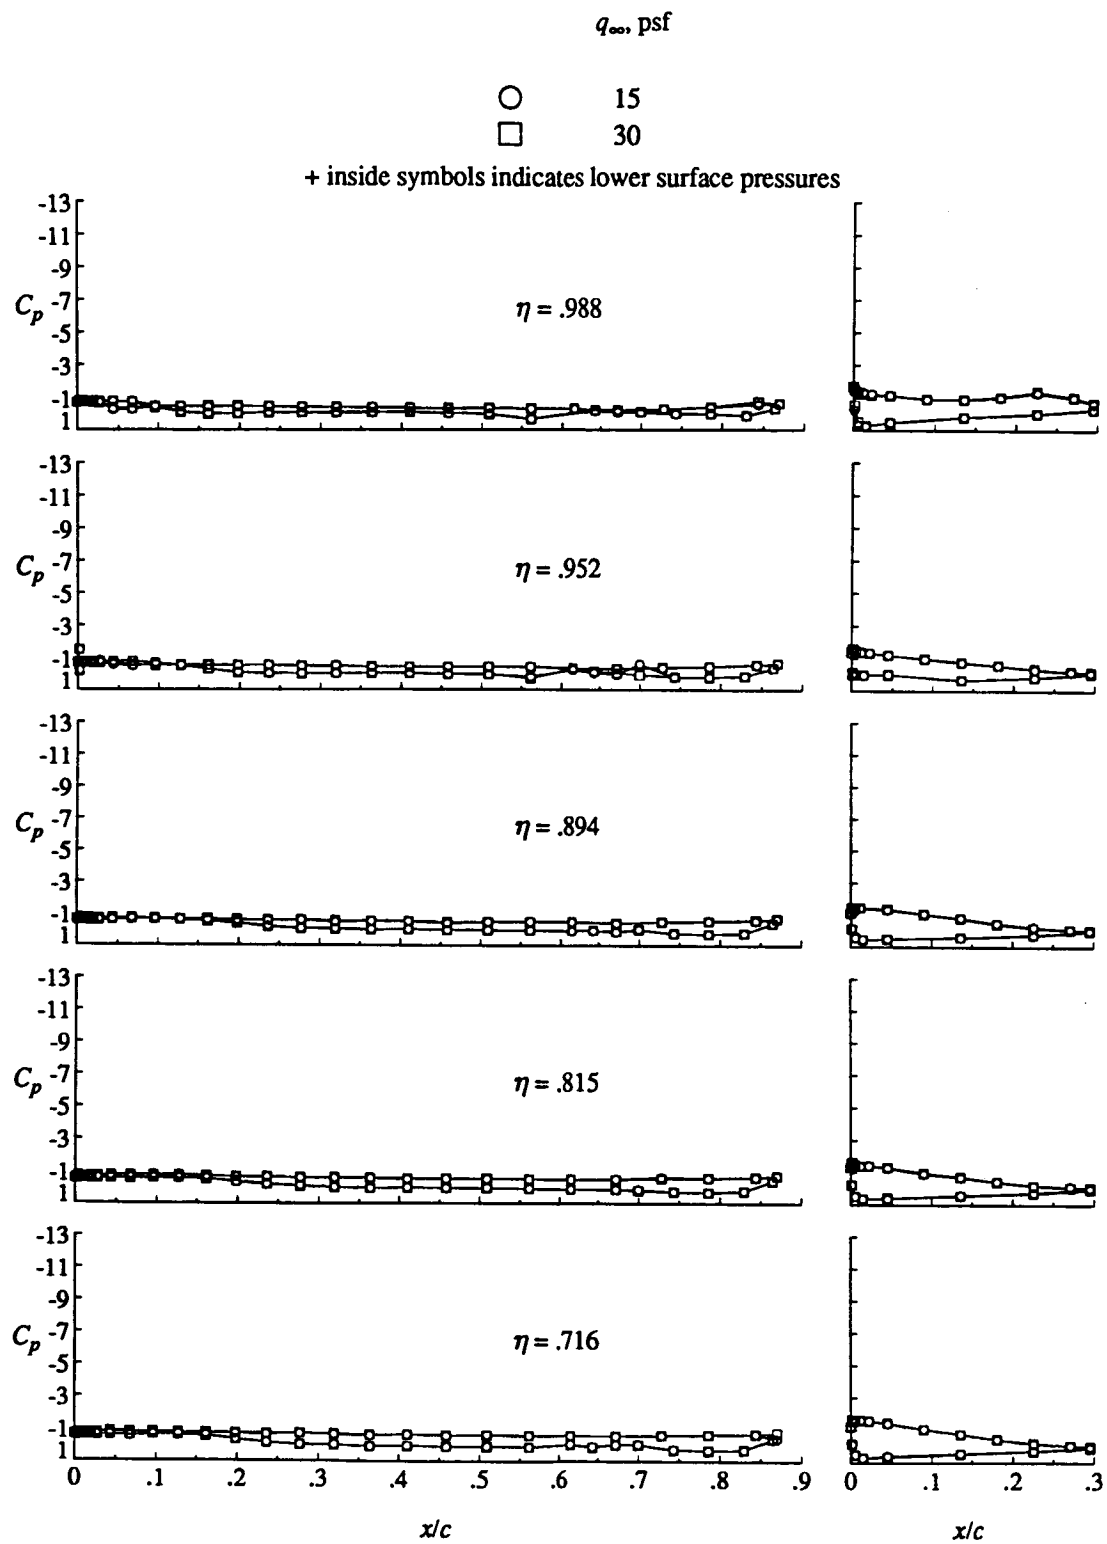 q∞, psf
15
30
+ inside symbols indicates lower surface pressures
-13
-11
-9
Cp -7
-5
-3
-1
1
η = .988
-13
-11
-9
Cp -7
-5
-3
-1
1
η = .952
-13
-11
-9
Cp -7
-5
-3
-1
1
η = .894
-13
-11
-9
Cp -7
-5
-3
-1
1
η = .815
-13
-11
-9
Cp -7
-5
-3
-1
1
η = .716
0 .1 .2 .3 .4 .5 .6 .7 .8 .9
0 .1 .2 .3
x/c
x/c